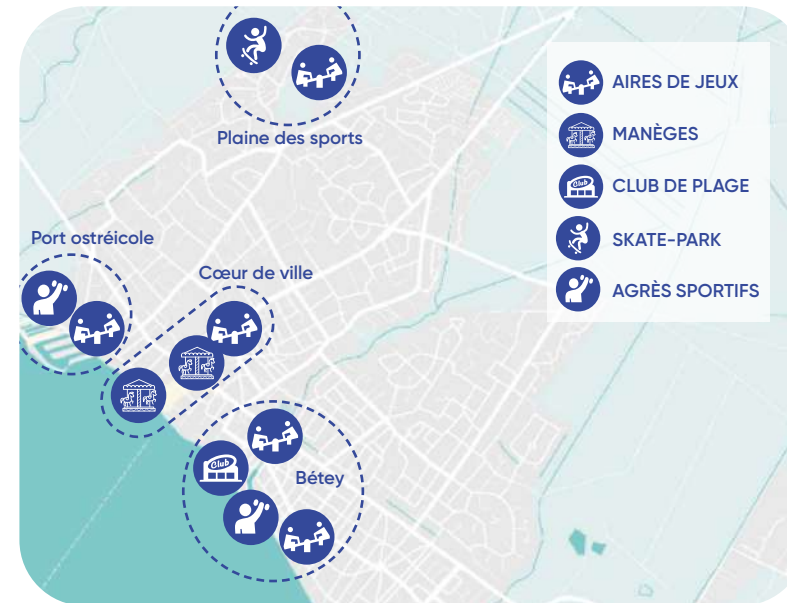 Plaine des sports
Port ostréicole
Cœur de ville
Club
Bétey
AIRES DE JEUX
MANÈGES
Club
CLUB DE PLAGE
SKATE-PARK
AGRÈS SPORTIFS